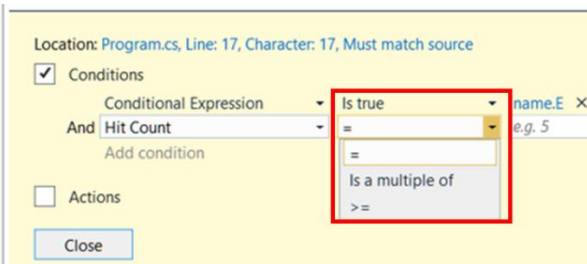 Location: Program.cs, Line: 17, Character: 17, Must match source
Conditions
Conditional Expression Is true name.E
And Hit Count = e.g. 5
Add condition =
Is a multiple of
Actions >=
Close